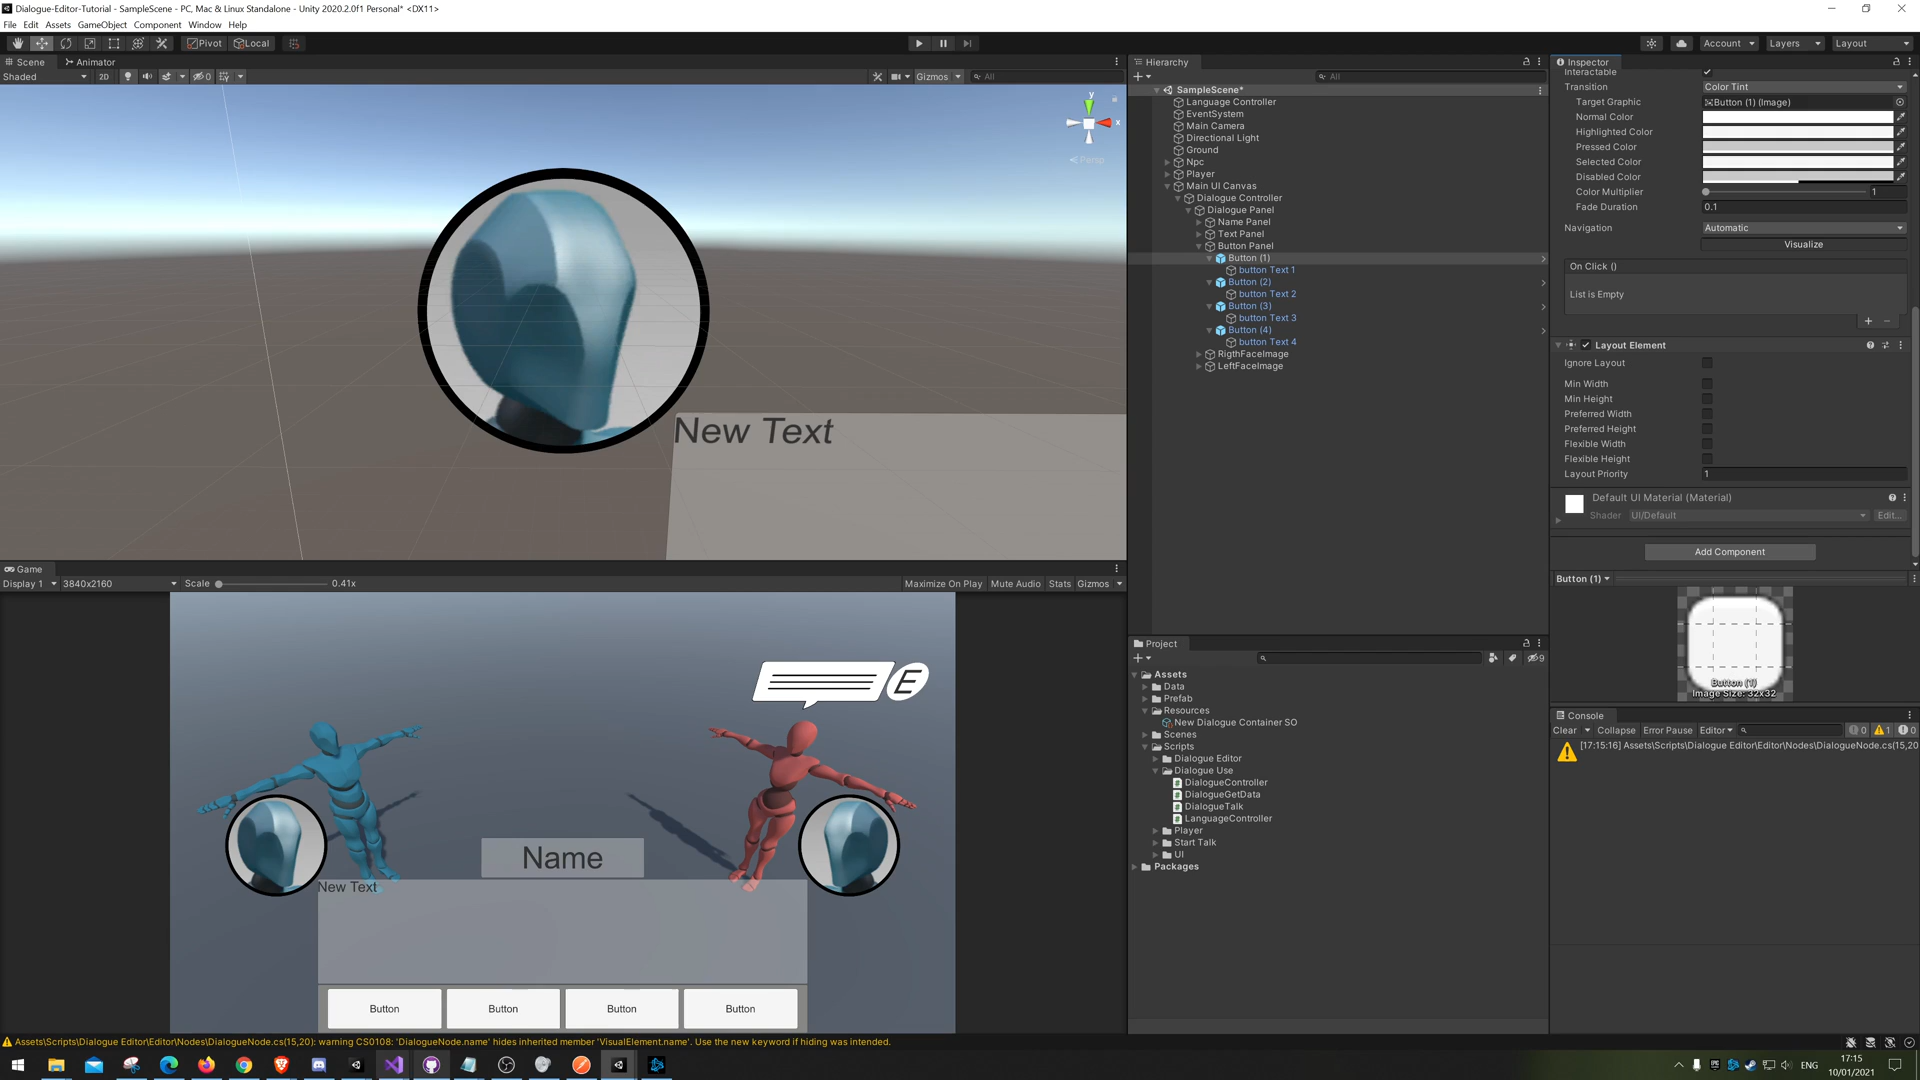 Dialogue-Editor-Tutorial - SampleScene - PC, Mac & Linux Standalone - Unity 2020.2.0f1 Personal* <DX11>
File Edit Assets GameObject Component Window Help
Pivot Local
Account Layers Layout
Scene Animator
Shaded 2D 0 Gizmos All
y
x
Persp
New Text
Game
Display 1 3840x2160 Scale 0.41x Maximize On Play Mute Audio Stats Gizmos
E
Name
New Text
Button Button Button Button
Hierarchy
All
SampleScene*
Language Controller
EventSystem
Main Camera
Directional Light
Ground
Npc
Player
Main UI Canvas
Dialogue Controller
Dialogue Panel
Name Panel
Text Panel
Button Panel
Button (1)
button Text 1
Button (2)
button Text 2
Button (3)
button Text 3
Button (4)
button Text 4
RigthFaceImage
LeftFaceImage
Project
9
Assets
Data
Prefab
Resources
New Dialogue Container SO
Scenes
Scripts
Dialogue Editor
Dialogue Use
DialogueController
DialogueGetData
DialogueTalk
LanguageController
Player
Start Talk
UI
Packages
Inspector
Interactable
Transition Color Tint
Target Graphic Button (1) (Image)
Normal Color
Highlighted Color
Pressed Color
Selected Color
Disabled Color
Color Multiplier 1
Fade Duration 0.1
Navigation Automatic
Visualize
On Click ()
List is Empty
Layout Element
Ignore Layout
Min Width
Min Height
Preferred Width
Preferred Height
Flexible Width
Flexible Height
Layout Priority 1
Default UI Material (Material)
Shader UI/Default Edit...
Add Component
Button (1)
Button (1)
Image Size: 32x32
Console
Clear Collapse Error Pause Editor 0 1 0
[17:15:16] Assets\Scripts\Dialogue Editor\Editor\Nodes\DialogueNode.cs(15,20
Assets\Scripts\Dialogue Editor\Editor\Nodes\DialogueNode.cs(15,20): warning CS0108: 'DialogueNode.name' hides inherited member 'VisualElement.name'. Use the new keyword if hiding was intended.
ENG
17:15
10/01/2021